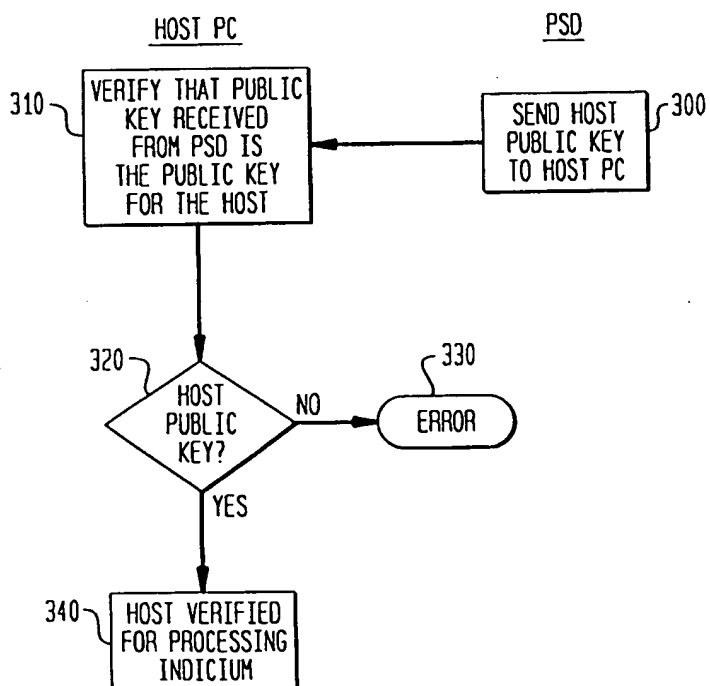 HOST PC
PSD
310
VERIFY THAT PUBLIC
KEY RECEIVED
FROM PSD IS
THE PUBLIC KEY
FOR THE HOST
SEND HOST
PUBLIC KEY
TO HOST PC
300
320
HOST
PUBLIC
KEY?
NO
330
ERROR
YES
340
HOST VERIFIED
FOR PROCESSING
INDICIUM